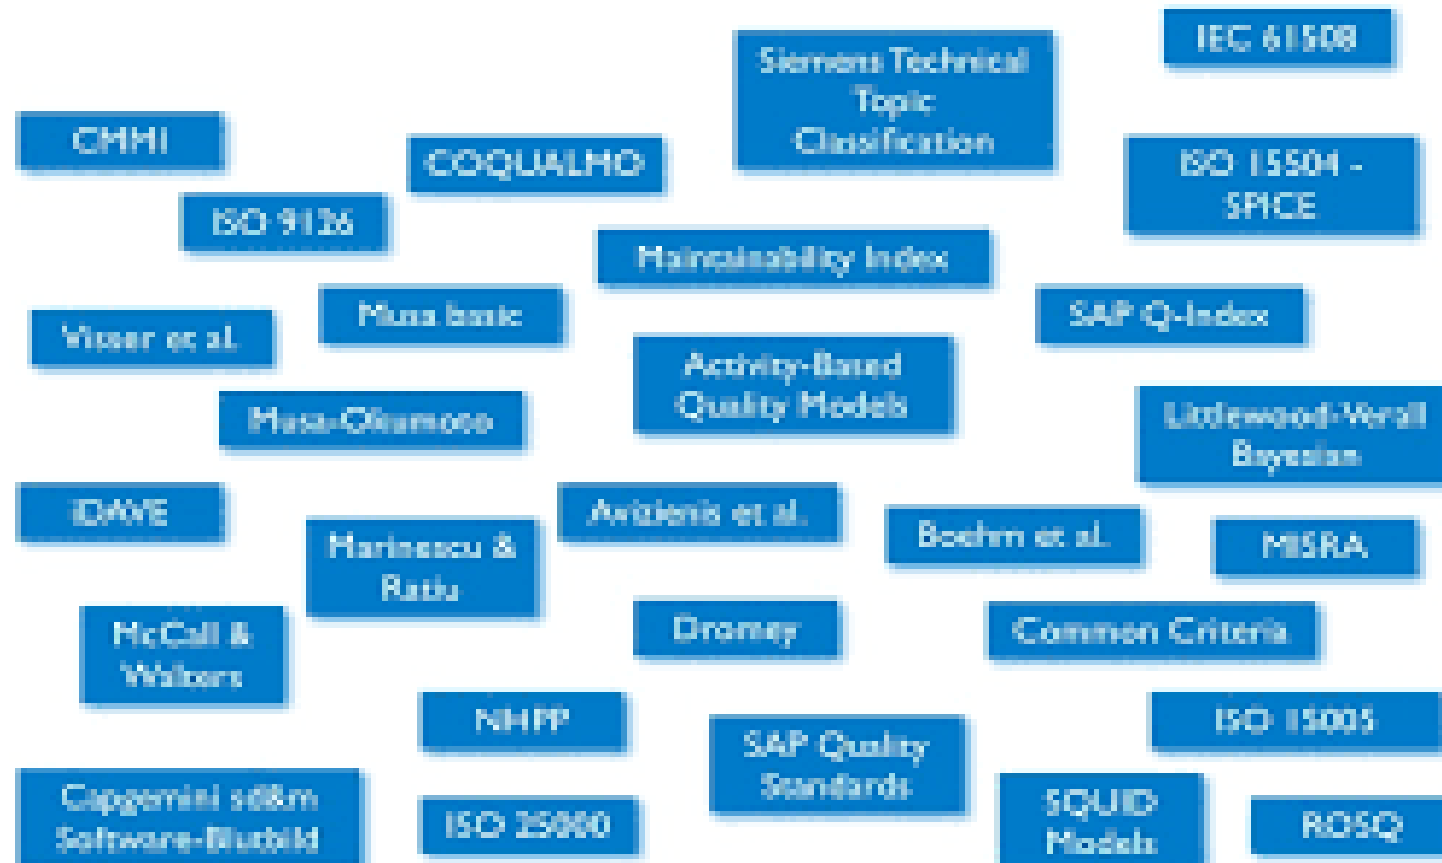 IEC 61508
Siemens Technical
Topic
Classification
CMMI
COQUALMO
ISO 15504 -
SPICE
ISO 9126
Maintainability Index
Musa basic
SAP Q-Index
Visser et al.
Activity-Based
Quality Models
Musa-Okumoto
Littlewood-Verall
Bayesian
iDAVE
Avizienis et al.
Boehm et al.
Marinescu &
Ratiu
MISRA
McCall &
Walters
Dromey
Common Criteria
NHPP
ISO 15005
SAP Quality
Standards
Capgemini sd&m
Software-Blutbild
ISO 25000
SQUID
Models
ROSQ